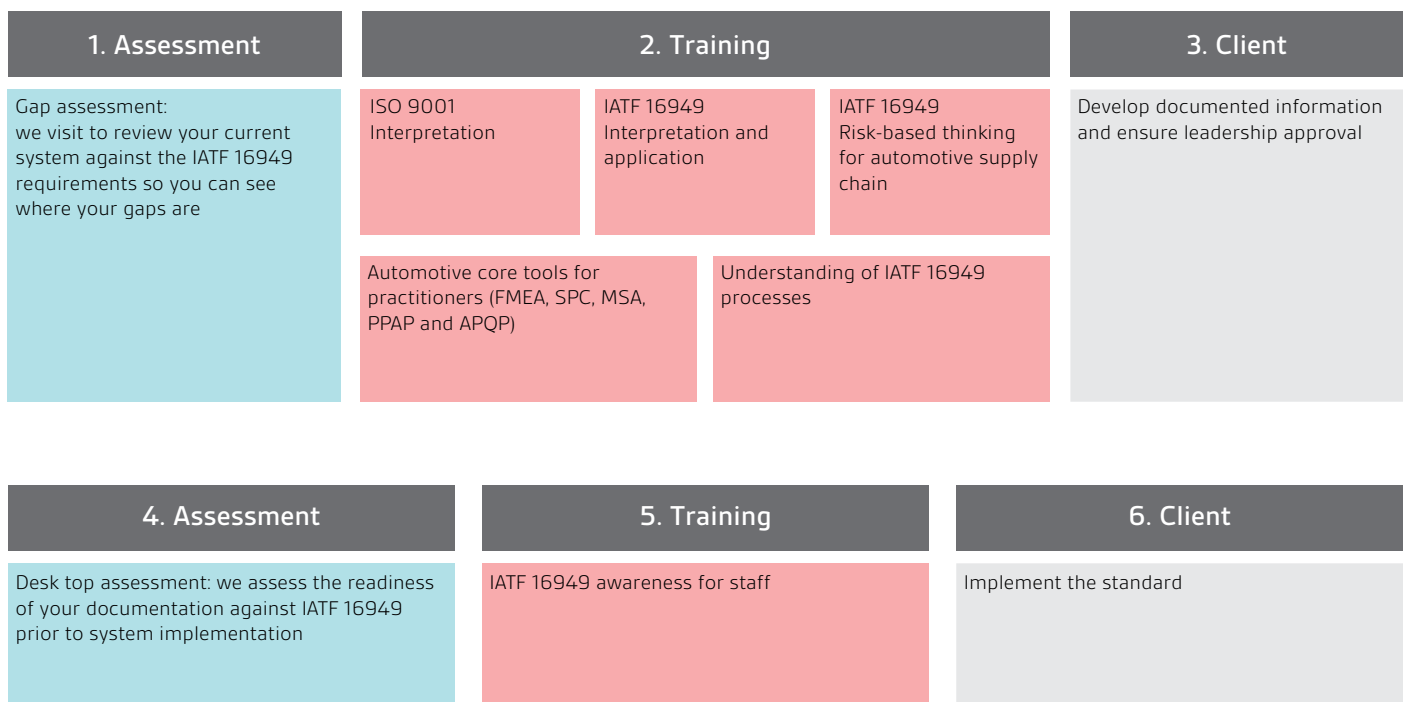 1. Assessment
2. Training
3. Client
Gap assessment:
we visit to review your current
system against the IATF 16949
requirements so you can see
where your gaps are
ISO 9001
Interpretation
IATF 16949
Interpretation and
application
IATF 16949
Risk-based thinking
for automotive supply
chain
Automotive core tools for
practitioners (FMEA, SPC, MSA,
PPAP and APQP)
Understanding of IATF 16949
processes
Develop documented information
and ensure leadership approval
4. Assessment
5. Training
6. Client
Desk top assessment: we assess the readiness
of your documentation against IATF 16949
prior to system implementation
IATF 16949 awareness for staff
Implement the standard